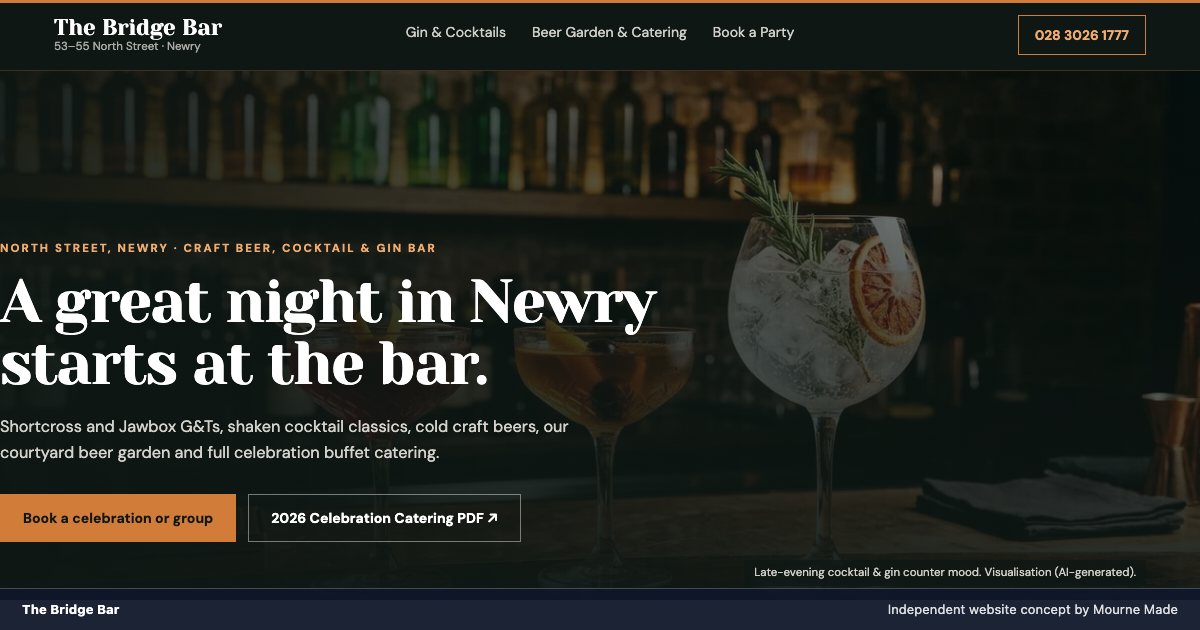 The Bridge Bar
53–55 North Street · Newry
Gin & Cocktails
Beer Garden & Catering
Book a Party
028 3026 1777
NORTH STREET, NEWRY · CRAFT BEER, COCKTAIL & GIN BAR
A great night in Newry
starts at the bar.
Shortcross and Jawbox G&Ts, shaken cocktail classics, cold craft beers, our
courtyard beer garden and full celebration buffet catering.
Book a celebration or group
2026 Celebration Catering PDF ↗
Late-evening cocktail & gin counter mood. Visualisation (AI-generated).
The Bridge Bar
Independent website concept by Mourne Made